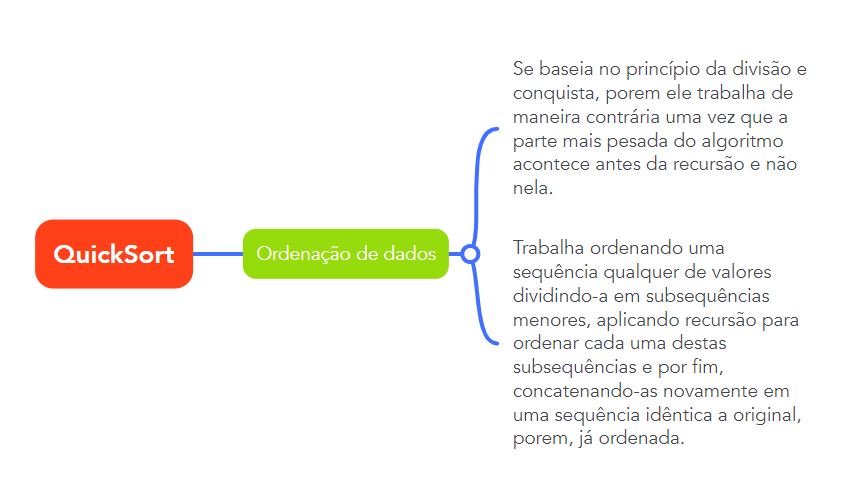 QuickSort
Ordenação de dados
Se baseia no princípio da divisão e
conquista, porem ele trabalha de
maneira contrária uma vez que a
parte mais pesada do algoritmo
acontece antes da recursão e não
nela.
Trabalha ordenando uma
sequência qualquer de valores
dividindo-a em subsequências
menores, aplicando recursão para
ordenar cada uma destas
subsequências e por fim,
concatenando-as novamente em
uma sequência idêntica a original,
porem, já ordenada.